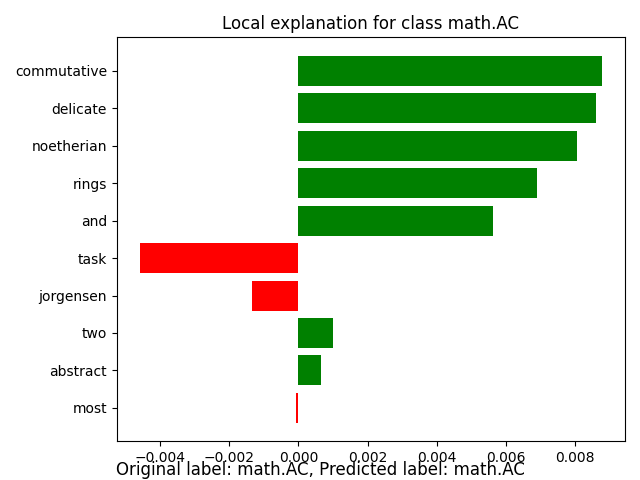 Local explanation for class math.AC
commutative
delicate
noetherian
rings
and
task
jorgensen
two
abstract
most
−0.004 −0.002 0.000 0.002 0.004 0.006 0.008
Original label: math.AC, Predicted label: math.AC